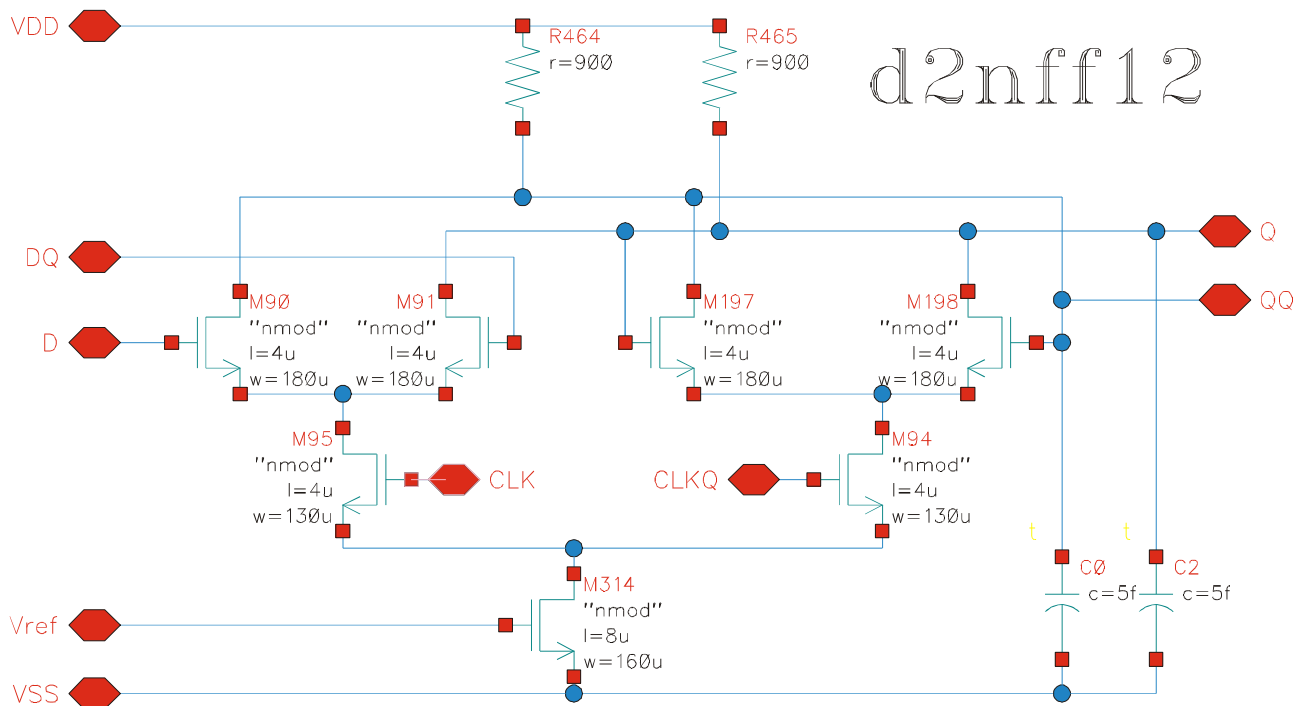 VDD
R464
r=900
R465
r=900
d2nff12
DQ
Q
QQ
D
M90
"nmod"
l=4u
w=180u
M91
"nmod"
l=4u
w=180u
M197
"nmod"
l=4u
w=180u
M198
"nmod"
l=4u
w=180u
M95
"nmod"
l=4u
w=130u
CLK
CLKQ
M94
"nmod"
l=4u
w=130u
t
t
C0
c=5f
C2
c=5f
M314
"nmod"
l=8u
w=160u
Vref
VSS